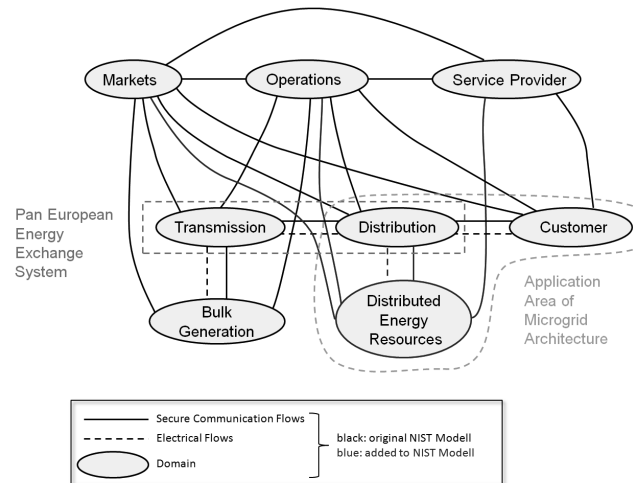 Markets
Operations
Service Provider
Pan European
Energy
Exchange
System
Transmission
Distribution
Customer
Bulk
Generation
Distributed
Energy
Resources
Application
Area of
Microgrid
Architecture
Secure Communication Flows
Electrical Flows
Domain
black: original NIST Modell
blue: added to NIST Modell